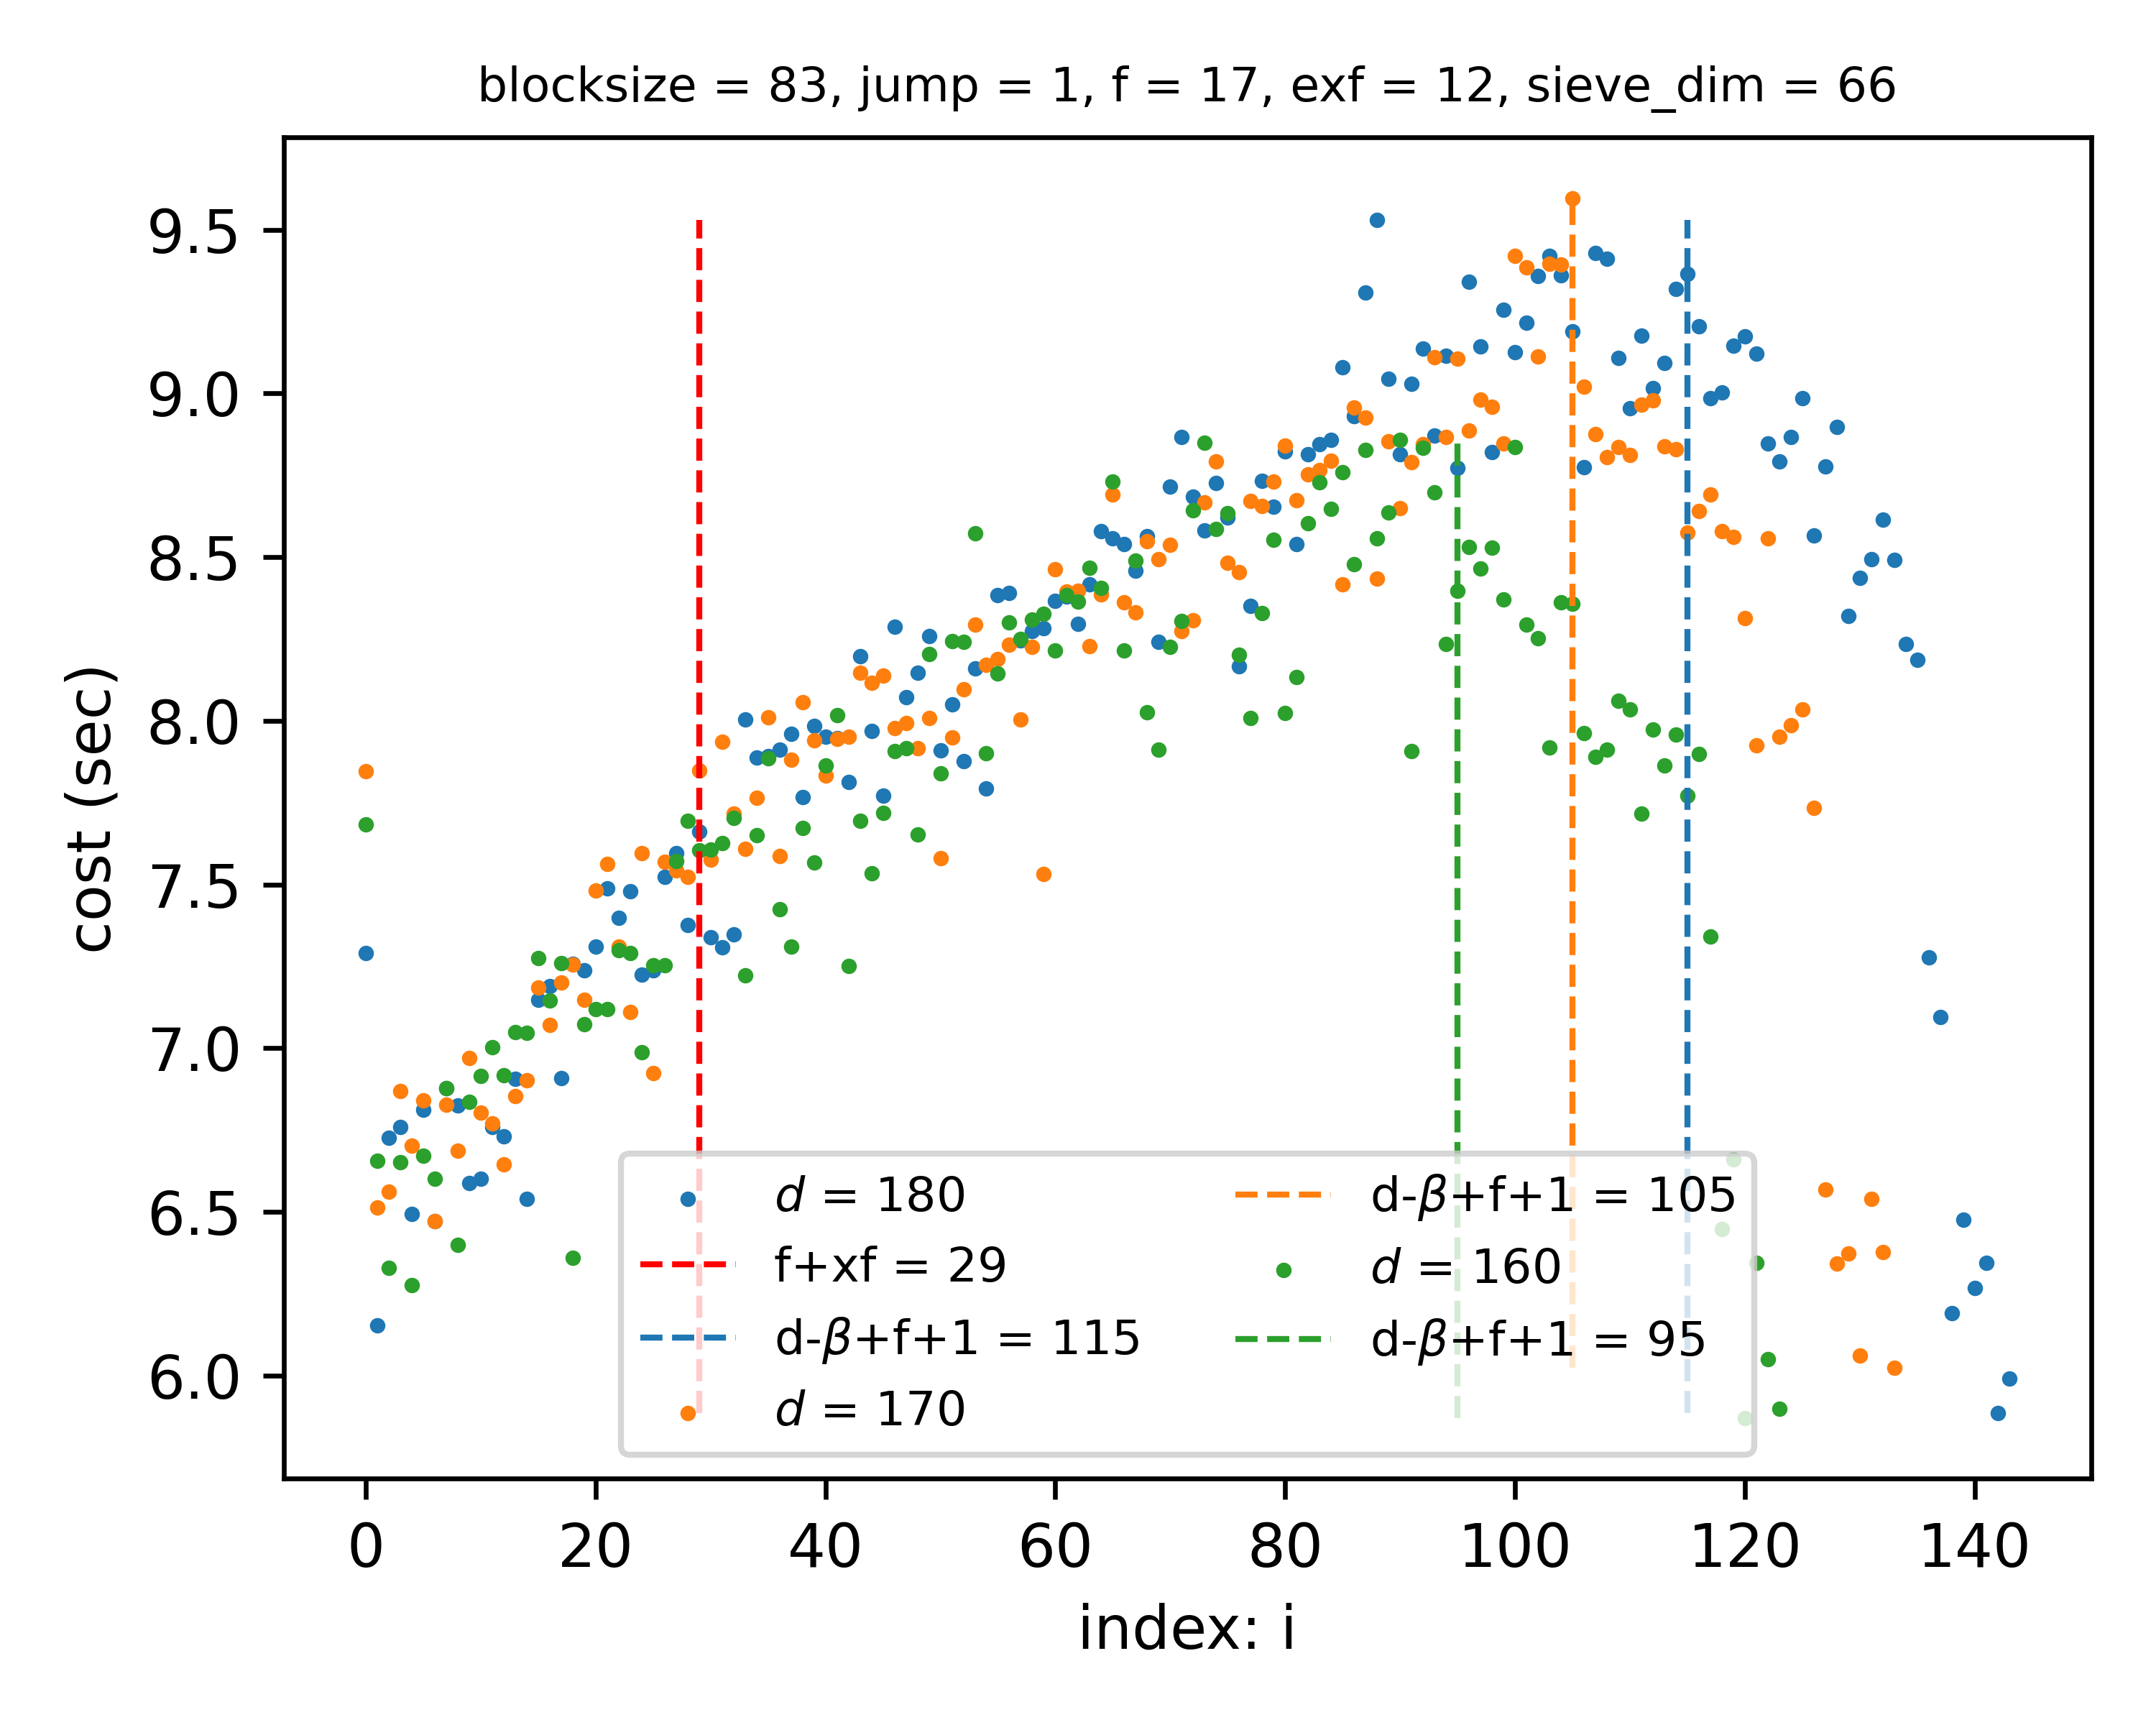 blocksize = 83, jump = 1, f = 17, exf = 12, sieve_dim = 66
cost (sec)
9.5
9.0
8.5
8.0
7.5
7.0
6.5
6.0
d = 180
f+xf = 29
d-β+f+1 = 115
d = 170
d-β+f+1 = 105
d = 160
d-β+f+1 = 95
0 20 40 60 80 100 120 140
index: i